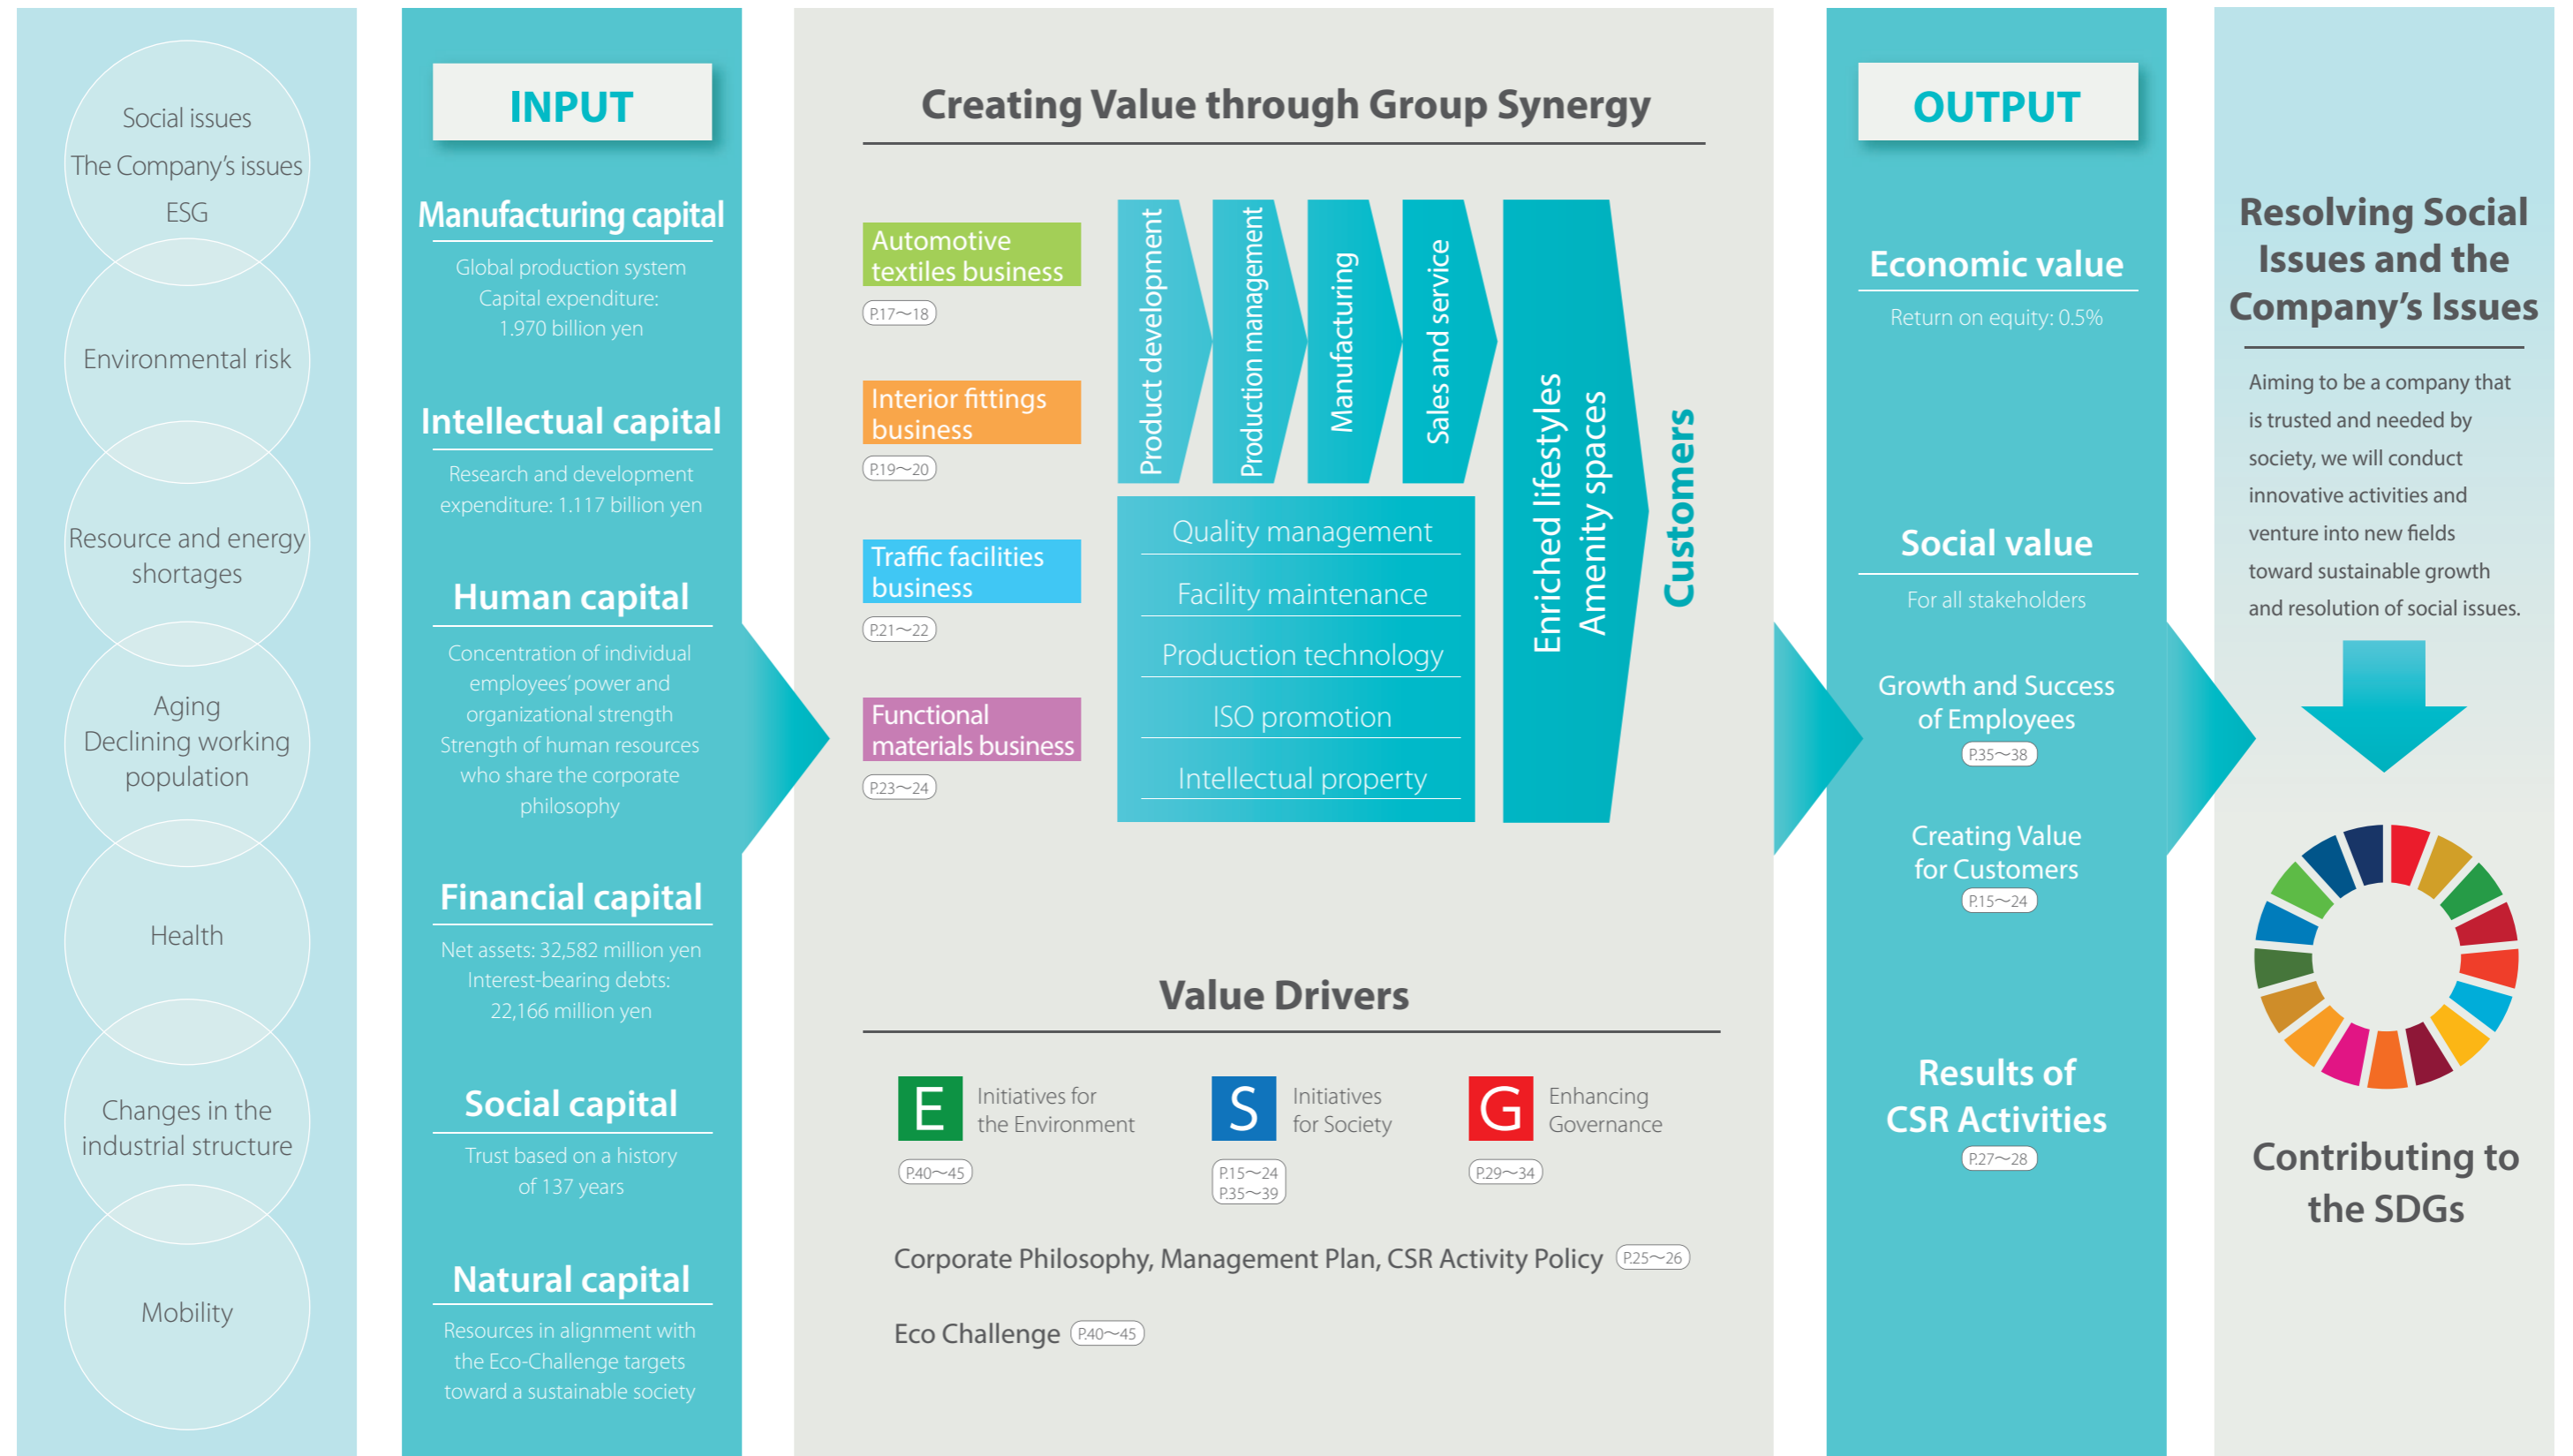 Social issues
The Company's issues
ESG
Environmental risk
Resource and energy
shortages
Aging
Declining working
population
Health
Changes in the
industrial structure
Mobility
INPUT
Manufacturing capital
Global production system
Capital expenditure:
1.970 billion yen
Intellectual capital
Research and development
expenditure: 1.117 billion yen
Human capital
Concentration of individual
employees' power and
organizational strength
Strength of human resources
who share the corporate
philosophy
Financial capital
Net assets: 32,582 million yen
Interest-bearing debts:
22,166 million yen
Social capital
Trust based on a history
of 137 years
Natural capital
Resources in alignment with
the Eco-Challenge targets
toward a sustainable society
Creating Value through Group Synergy
Automotive
textiles business
P.17〜18
Interior fittings
business
P.19〜20
Traffic facilities
business
P.21〜22
Functional
materials business
P.23〜24
Product development
Production management
Manufacturing
Sales and service
Quality management
Facility maintenance
Production technology
ISO promotion
Intellectual property
Enriched lifestyles
Amenity spaces
Customers
Value Drivers
E
Initiatives for
the Environment
P.40〜45
S
Initiatives
for Society
P.15〜24
P.35〜39
G
Enhancing
Governance
P.29〜34
Corporate Philosophy, Management Plan, CSR Activity Policy P.25〜26
Eco Challenge P.40〜45
OUTPUT
Economic value
Return on equity: 0.5%
Social value
For all stakeholders
Growth and Success
of Employees
P.35〜38
Creating Value
for Customers
P.15〜24
Results of
CSR Activities
P.27〜28
Resolving Social
Issues and the
Company's Issues
Aiming to be a company that
is trusted and needed by
society, we will conduct
innovative activities and
venture into new fields
toward sustainable growth
and resolution of social issues.
Contributing to
the SDGs